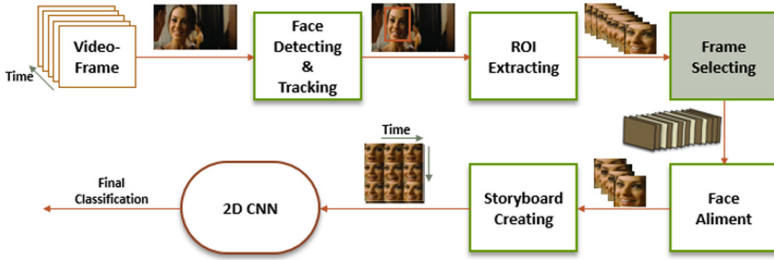 Video-
Frame
Time
Face
Detecting
&
Tracking
ROI
Extracting
Frame
Selecting
Face
Aliment
Storyboard
Creating
Time
2D CNN
Final
Classification